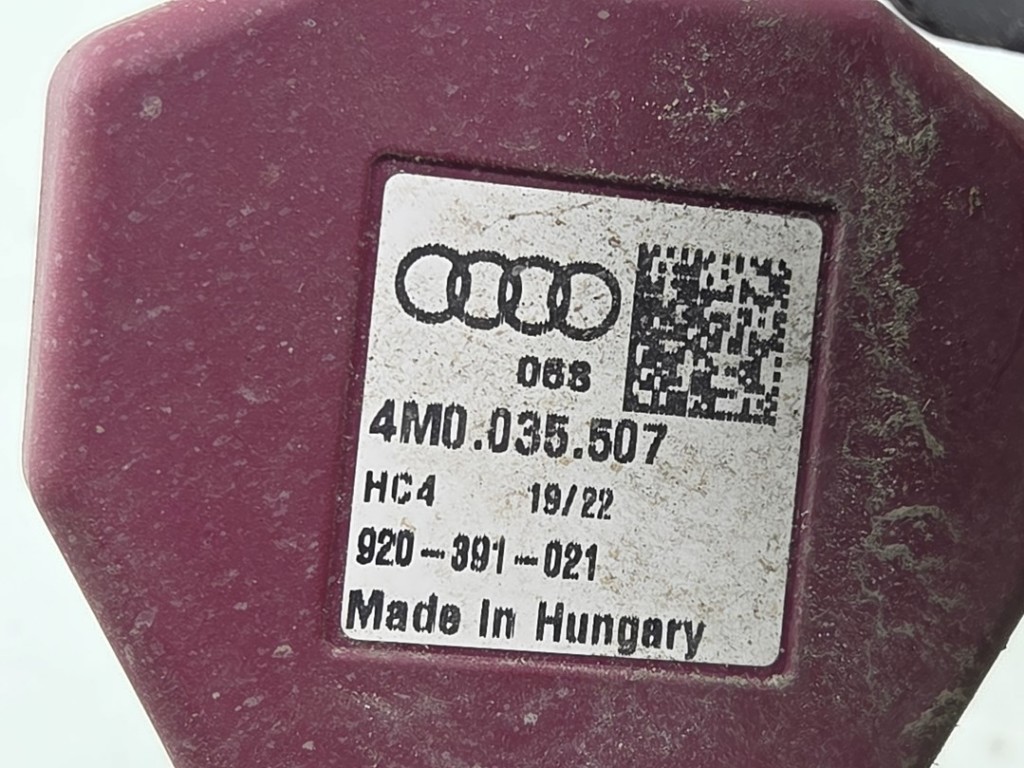 068
4M0.035.507
HC4 19/22
920-391-021
Made In Hungary